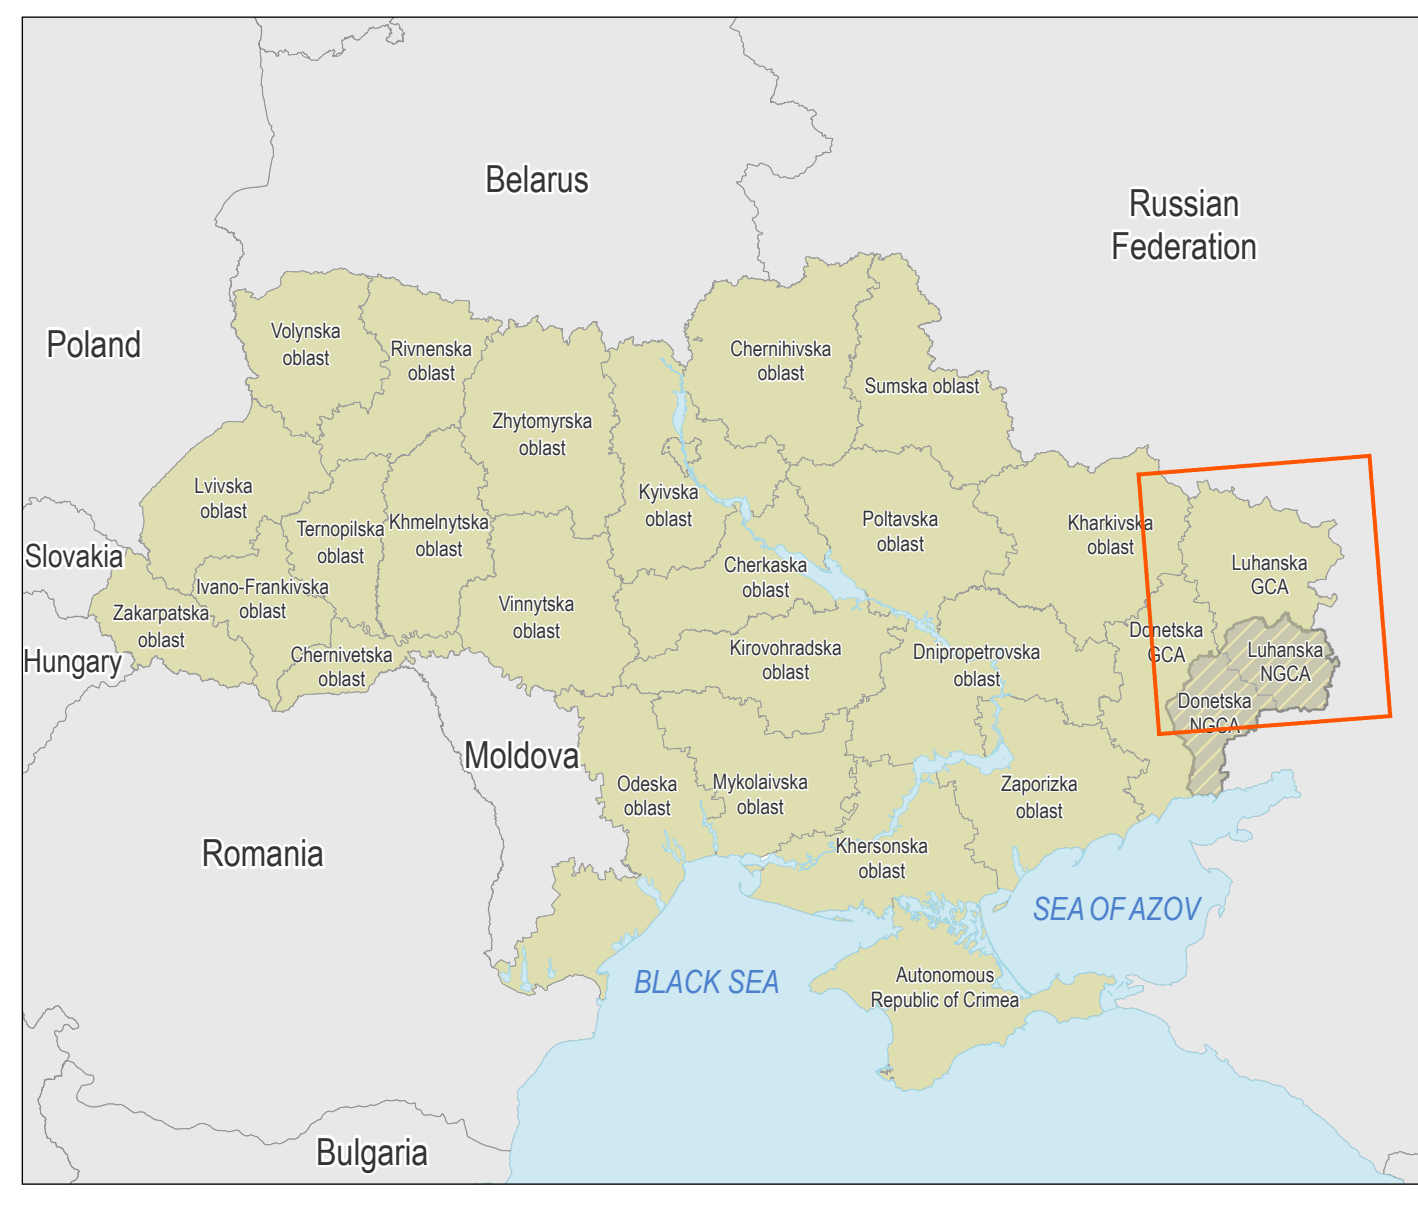 Belarus
Russian
Federation
Poland
Volynska
oblast
Rivnenska
oblast
Chernihivska
oblast
Sumska oblast
Zhytomyrska
oblast
Lvivska
oblast
Kyivska
oblast
Ternopilska
oblast
Khmelnytska
oblast
Poltavska
oblast
Kharkivska
oblast
Slovakia
Ivano-Frankivska
oblast
Cherkaska
oblast
Luhanska
GCA
Zakarpatska
oblast
Vinnytska
oblast
Donetska
GCA
Hungary
Chernivetska
oblast
Kirovohradska
oblast
Dnipropetrovska
oblast
Luhanska
NGCA
Donetska
NGCA
Moldova
Odeska
oblast
Mykolaivska
oblast
Zaporizka
oblast
Romania
Khersonska
oblast
SEA OF AZOV
BLACK SEA
Autonomous
Republic of Crimea
Bulgaria